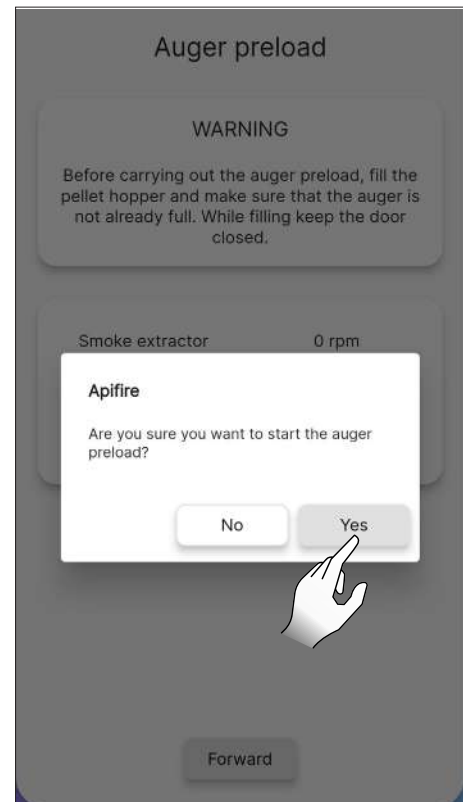 Auger preload
WARNING
Before carrying out the auger preload, fill the
pellet hopper and make sure that the auger is
not already full. While filling keep the door
closed.
Smoke extractor 0 rpm
Apifire
Are you sure you want to start the auger
preload?
No Yes
Forward